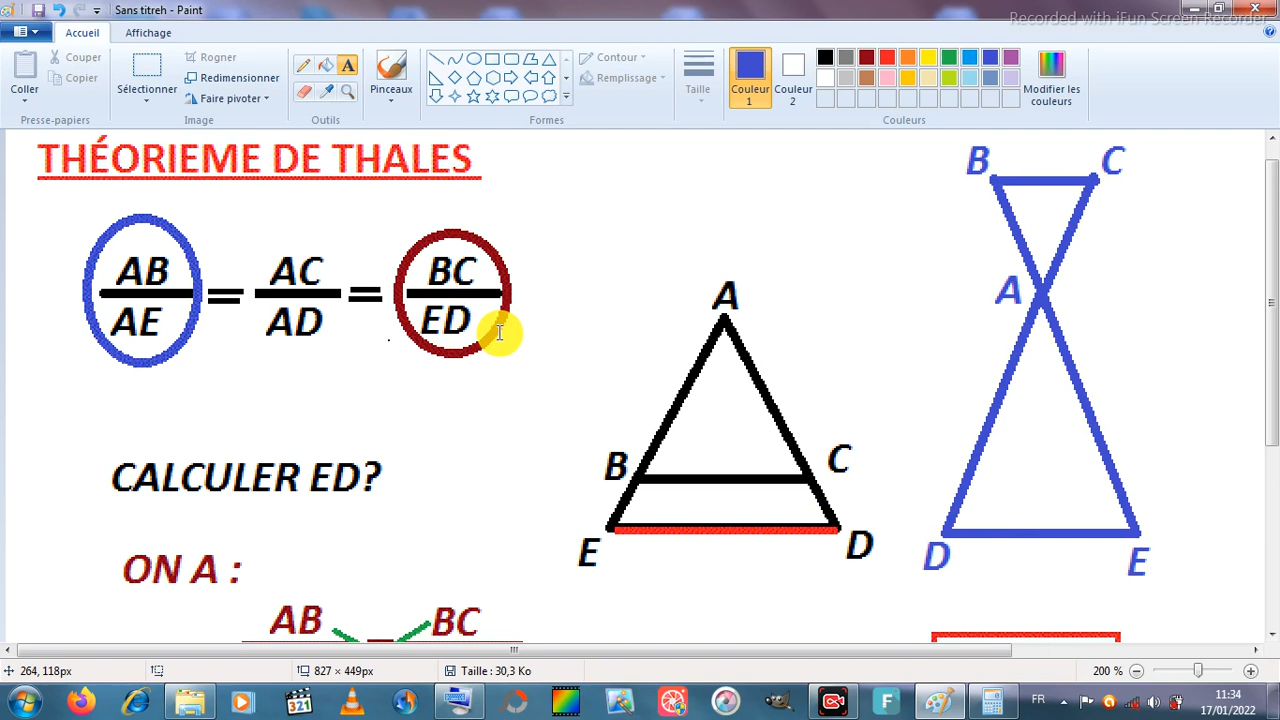 Sans titreh - Paint
Recorded with iFun Screen Recorder
Accueil Affichage
Coller
Couper
Copier
Presse-papiers
Sélectionner
Rogner
Redimensionner
Faire pivoter
Image
A
Outils
Pinceaux
Contour
Remplissage
Formes
Taille
Couleur 1
Couleur 2
Modifier les couleurs
Couleurs
THÉORIEME DE THALES
AB = AC = BC
AE AD ED
CALCULER ED?
ON A :
AB = BC
A
B C
E D
B C
A
D E
264, 118px
827 × 449px
Taille : 30,3 Ko
200 %
321
F
FR
11:34
17/01/2022